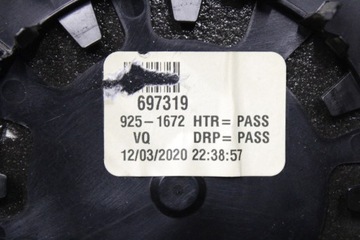 697319
925-1672 HTR= PASS
VQ DRP= PASS
12/03/2020 22:38:57